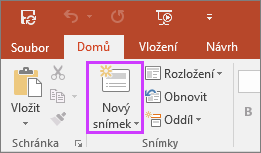 Soubor Domů Vložení Návrh
Vložit
Nový
snímek
Rozložení
Obnovit
Oddíl
B
Schránka
Snímky